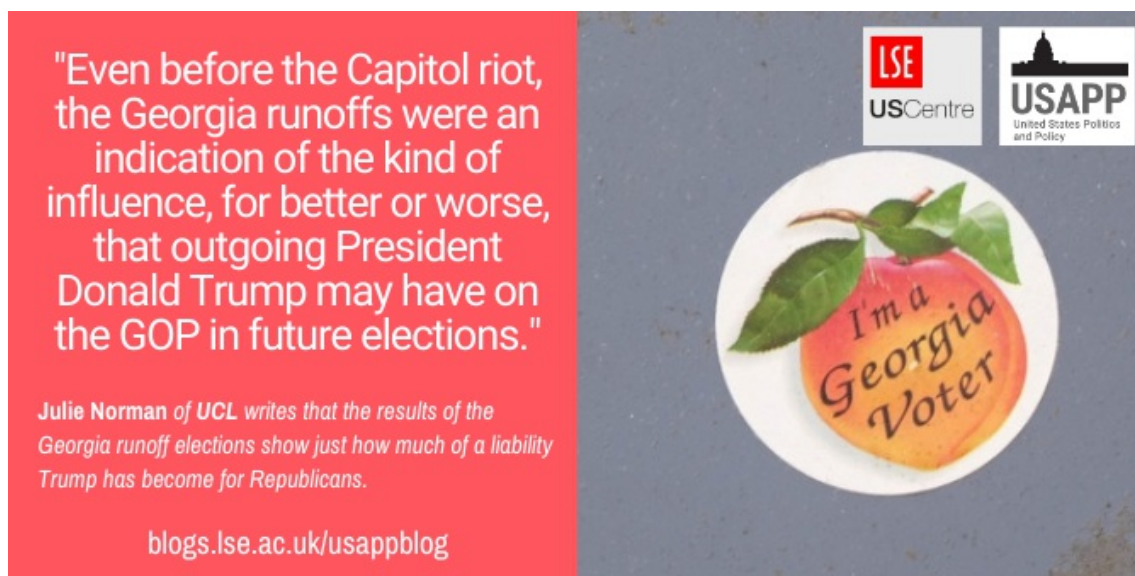 "Even before the Capitol riot,
the Georgia runoffs were an
indication of the kind of
influence, for better or worse,
that outgoing President
Donald Trump may have on
the GOP in future elections."
Julie Norman of UCL writes that the results of the
Georgia runoff elections show just how much of a liability
Trump has become for Republicans.
blogs.lse.ac.uk/usappblog
LSE
USCentre
USAPP
United States Politics
and Policy
I'm a
Georgia
Voter